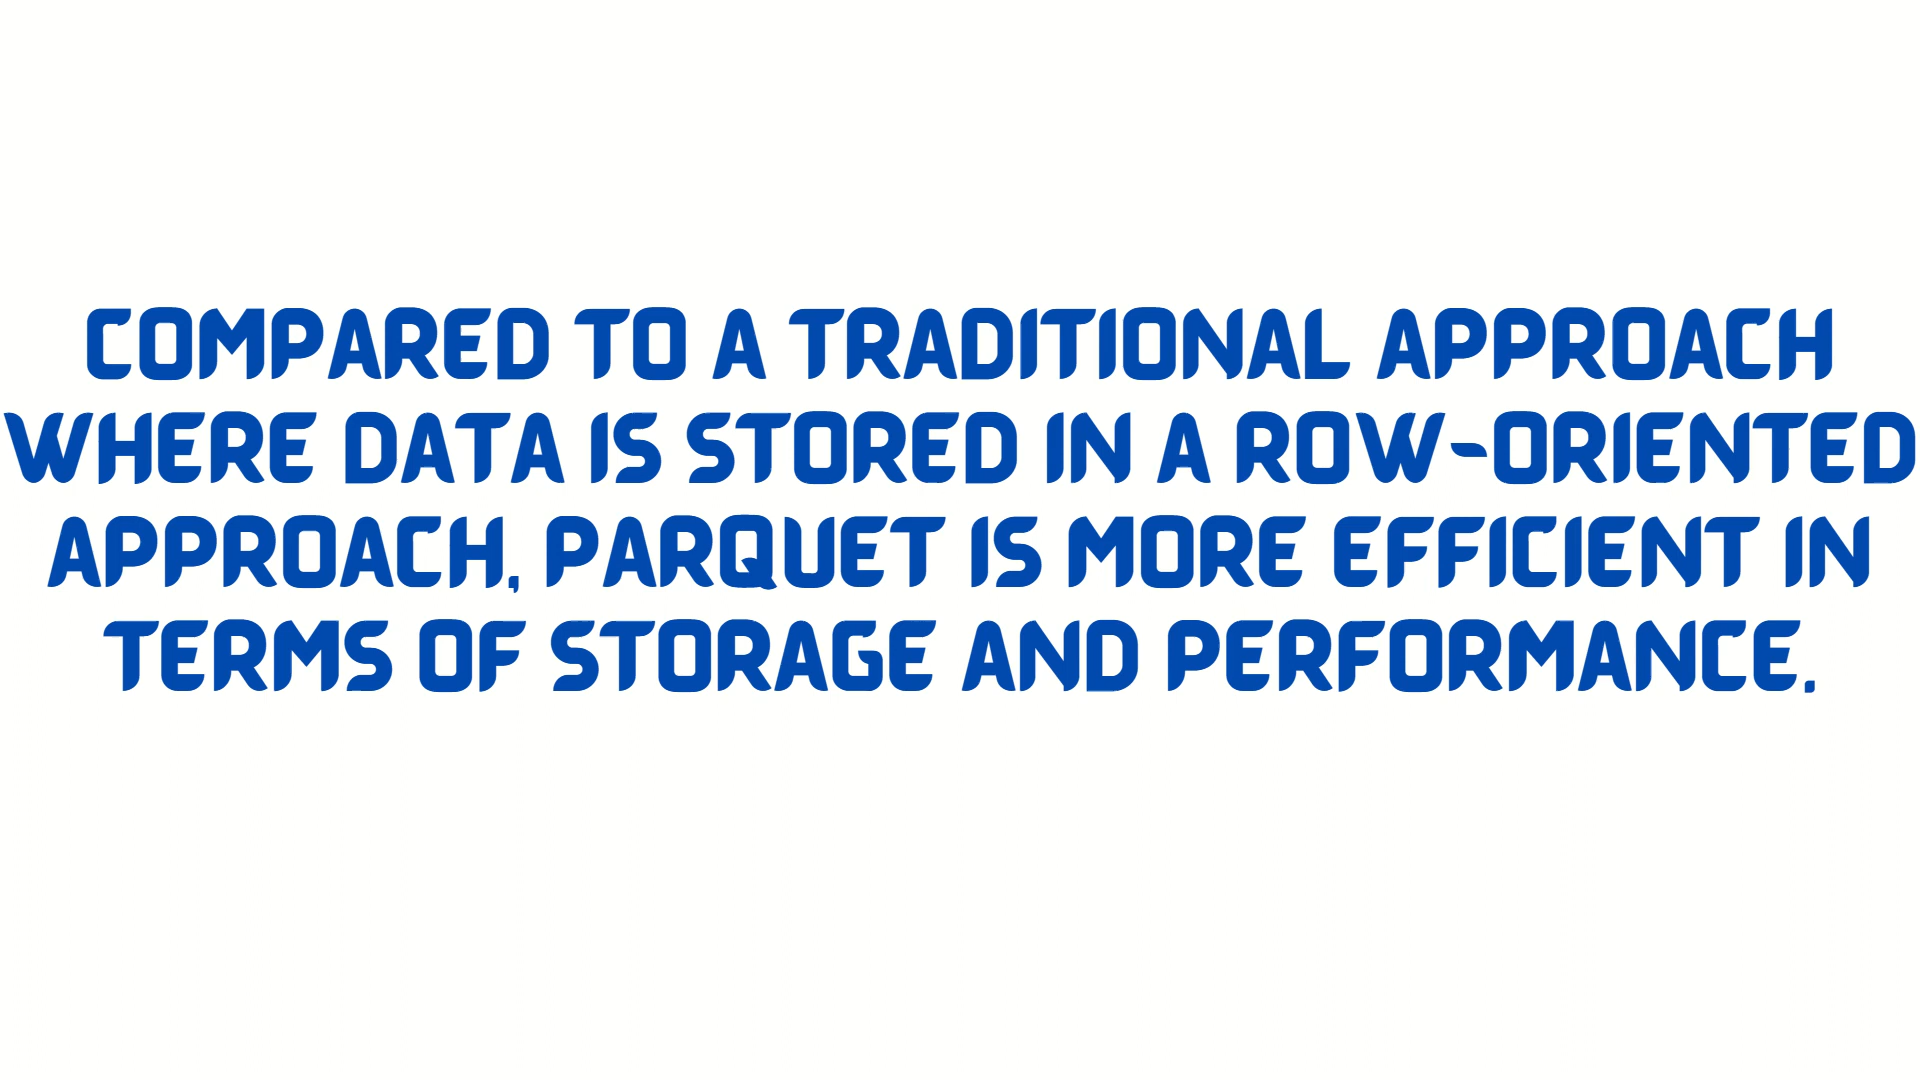 COMPARED TO A TRADITIONAL APPROACH
WHERE DATA IS STORED IN A ROW-ORIENTED
APPROACH, PARQUET IS MORE EFFICIENT IN
TERMS OF STORAGE AND PERFORMANCE.